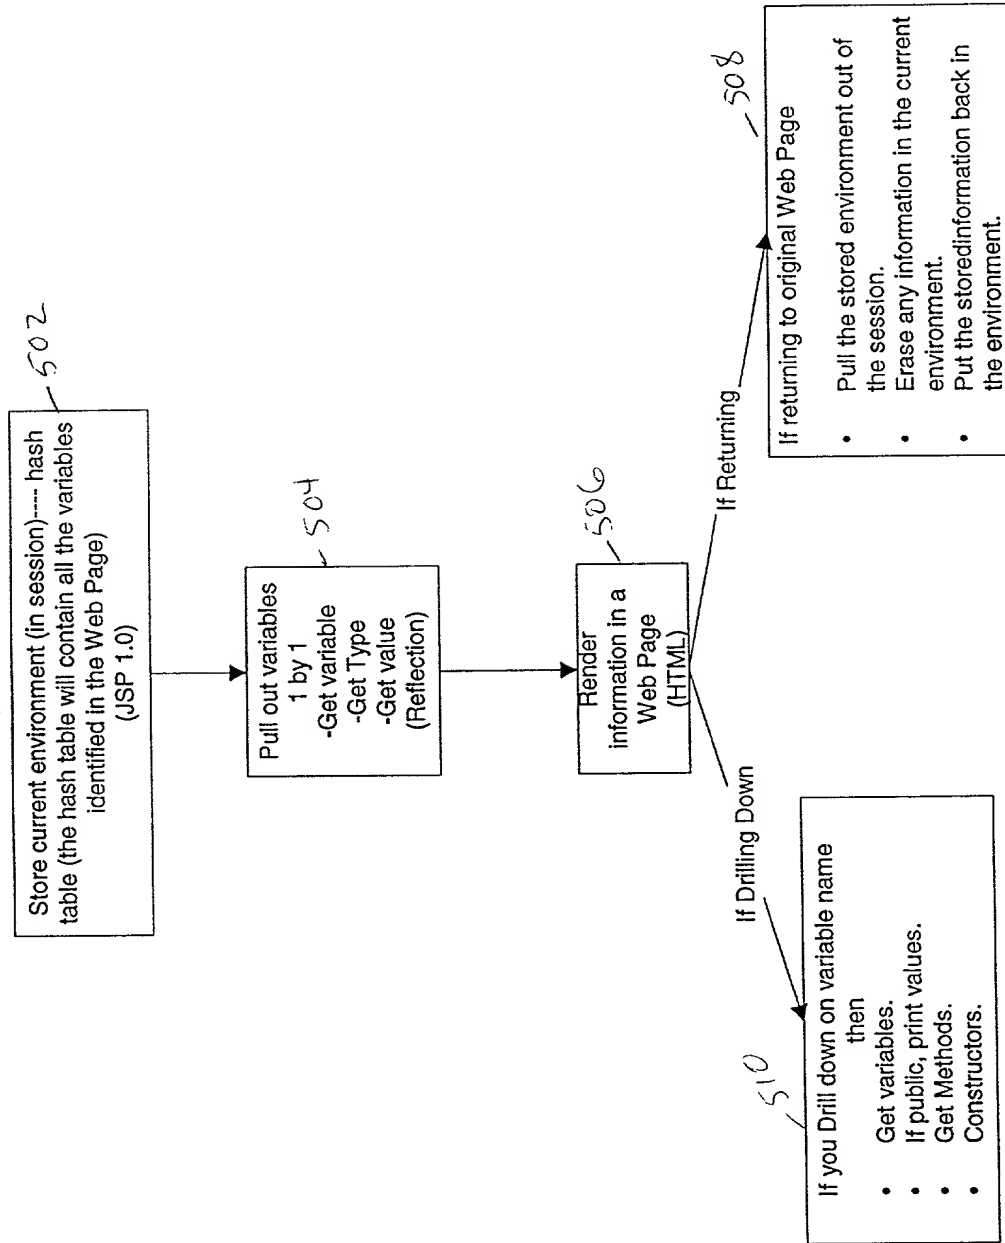 Store current environment (in session)---- hash
table (the hash table will contain all the variables
identified in the Web Page)
(JSP 1.0)
502
Pull out variables
1 by 1
-Get variable
-Get Type
-Get value
(Reflection)
504
Render
information in a
Web Page
(HTML)
506
If Drilling Down
If Returning
If you Drill down on variable name
then
• Get variables.
• If public, print values.
• Get Methods.
• Constructors.
510
If returning to original Web Page
• Pull the stored environment out of
the session.
• Erase any information in the current
environment.
• Put the storedinformation back in
the environment.
508